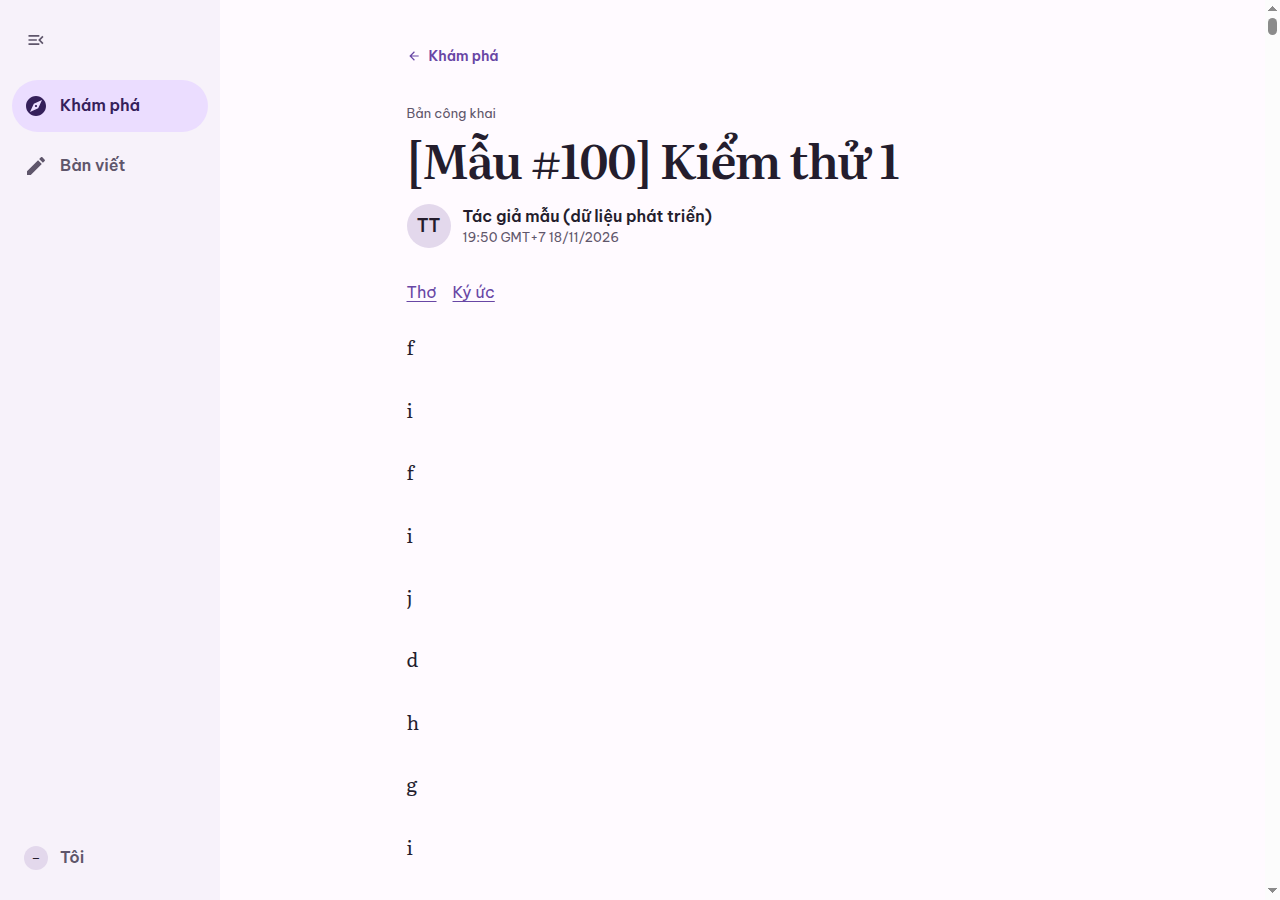 Khám phá
Bàn viết
Tôi
Khám phá
Bản công khai
[Mẫu #100] Kiểm thử 1
TT
Tác giả mẫu (dữ liệu phát triển)
19:50 GMT+7 18/11/2026
Thơ Ký ức
f
i
f
i
j
d
h
g
i